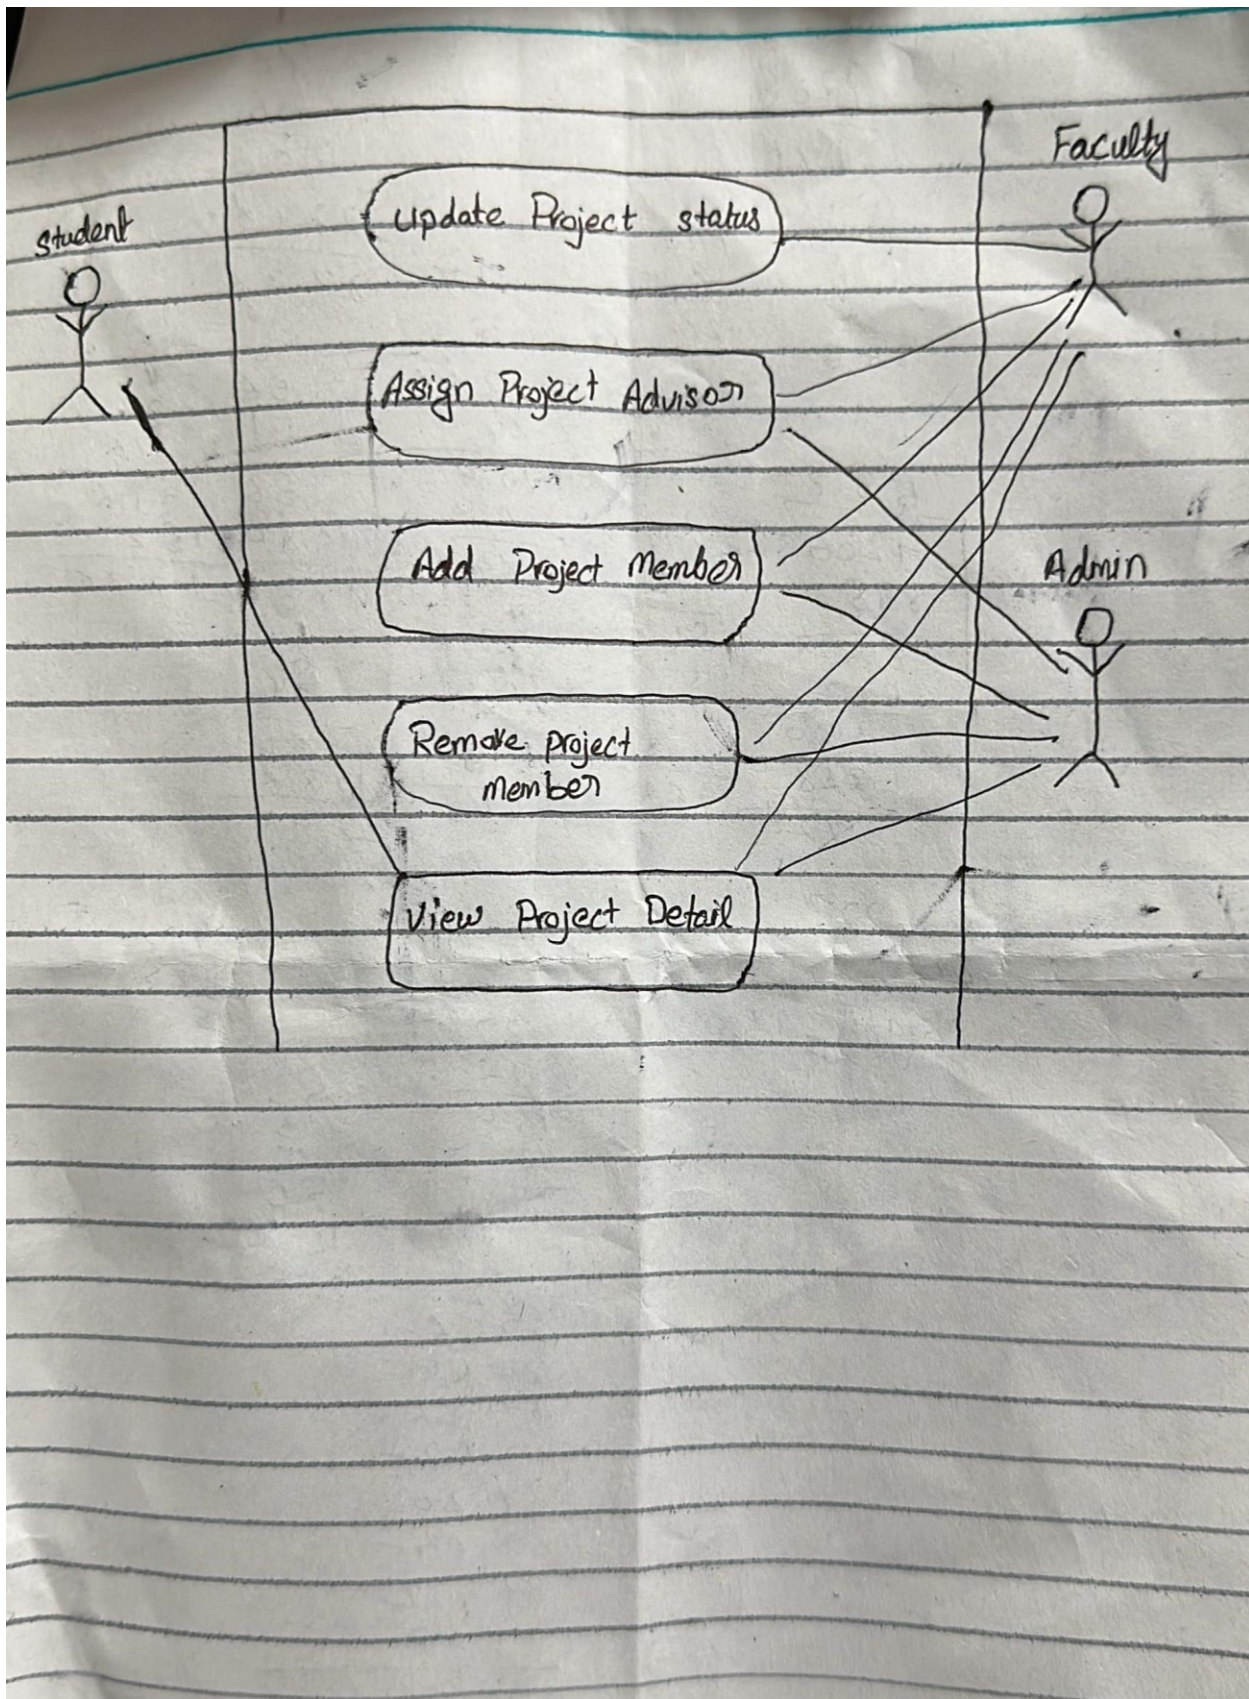 Faculty
Student
Update Project status
Assign Project Advisor
Add Project Member
Admin
Remove project
member
View Project Detail